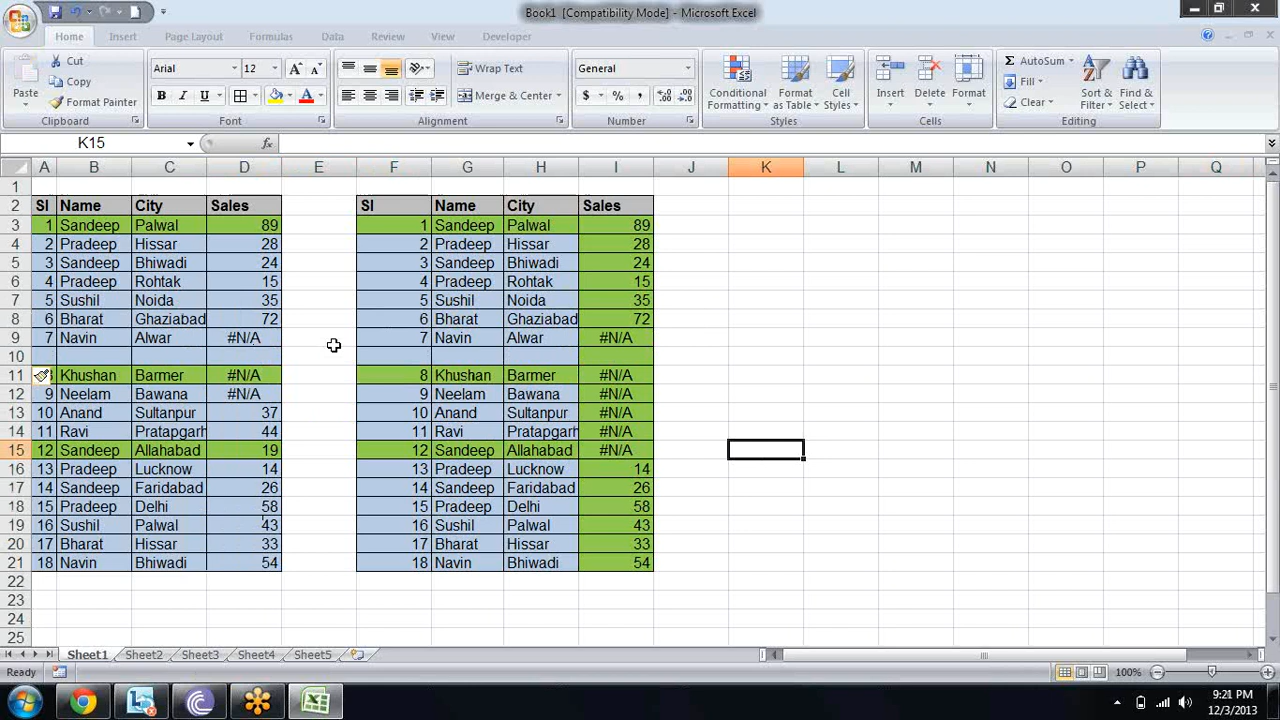 Book1 [Compatibility Mode] - Microsoft Excel
Home Insert Page Layout Formulas Data Review View Developer
Paste
Cut
Copy
Format Painter
Clipboard
Arial 12
B I U
Font
Wrap Text
Merge & Center
Alignment
General
$ % ,
Number
Conditional Formatting
Format as Table
Cell Styles
Styles
Insert Delete Format
Cells
AutoSum
Fill
Clear
Sort & Filter
Find & Select
Editing
K15 fx
A B C D E F G H I J K L M N O P Q
1
2 Sl Name City Sales Sl Name City Sales
3 1 Sandeep Palwal 89 1 Sandeep Palwal 89
4 2 Pradeep Hissar 28 2 Pradeep Hissar 28
5 3 Sandeep Bhiwadi 24 3 Sandeep Bhiwadi 24
6 4 Pradeep Rohtak 15 4 Pradeep Rohtak 15
7 5 Sushil Noida 35 5 Sushil Noida 35
8 6 Bharat Ghaziabad 72 6 Bharat Ghaziabad 72
9 7 Navin Alwar #N/A 7 Navin Alwar #N/A
10
11 Khushan Barmer #N/A 8 Khushan Barmer #N/A
12 9 Neelam Bawana #N/A 9 Neelam Bawana #N/A
13 10 Anand Sultanpur 37 10 Anand Sultanpur #N/A
14 11 Ravi Pratapgarh 44 11 Ravi Pratapgarh #N/A
15 12 Sandeep Allahabad 19 12 Sandeep Allahabad #N/A
16 13 Pradeep Lucknow 14 13 Pradeep Lucknow 14
17 14 Sandeep Faridabad 26 14 Sandeep Faridabad 26
18 15 Pradeep Delhi 58 15 Pradeep Delhi 58
19 16 Sushil Palwal 43 16 Sushil Palwal 43
20 17 Bharat Hissar 33 17 Bharat Hissar 33
21 18 Navin Bhiwadi 54 18 Navin Bhiwadi 54
22
23
24
25
Sheet1 Sheet2 Sheet3 Sheet4 Sheet5
Ready 100%
9:21 PM
12/3/2013